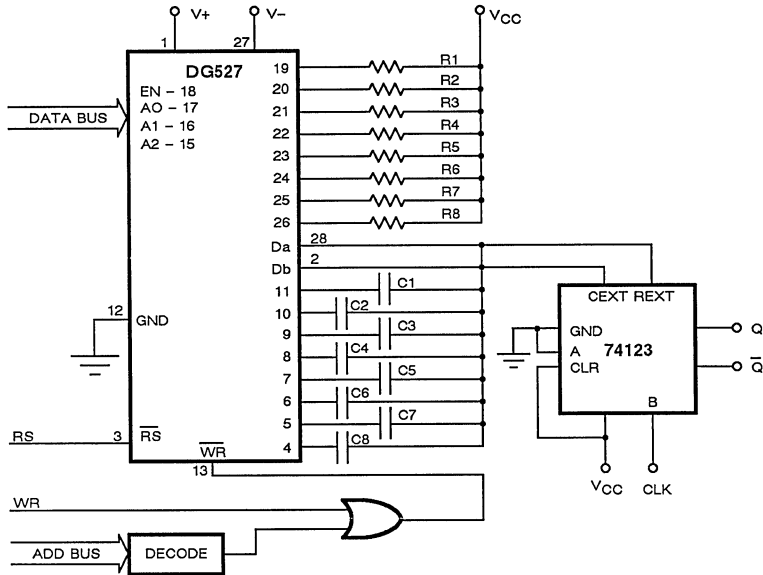 V+ V- VCC
1 27
DG527
19 R1
20 R2
EN - 18
AO - 17
21 R3
DATA BUS
A1 - 16
22 R4
A2 - 15
23 R5
24 R6
25 R7
26 R8
Da 28
Db 2
11 C1
CEXT REXT
12 GND
10 C2
9 C3
GND Q
74123
8 C4
A
CLR Q
7 C5
6 C6
B
5 C7
RS 3 RS
WR
4 C8
13
VCC CLK
WR
ADD BUS DECODE